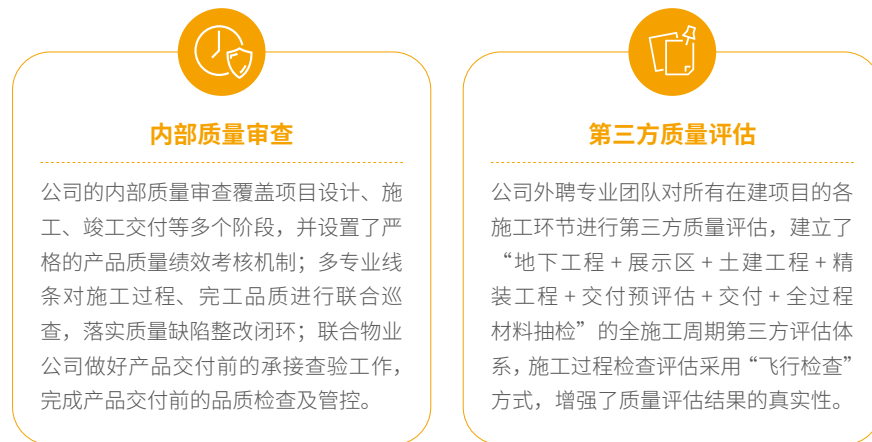 内部质量审查
公司的内部质量审查覆盖项目设计、施
工、竣工交付等多个阶段，并设置了严
格的产品质量绩效考核机制；多专业线
条对施工过程、完工品质进行联合巡
查，落实质量缺陷整改闭环；联合物业
公司做好产品交付前的承接查验工作，
完成产品交付前的品质检查及管控。
第三方质量评估
公司外聘专业团队对所有在建项目的各
施工环节进行第三方质量评估，建立了
“地下工程 + 展示区 + 土建工程 + 精
装工程 + 交付预评估 + 交付 + 全过程
材料抽检”的全施工周期第三方评估体
系，施工过程检查评估采用“飞行检查”
方式，增强了质量评估结果的真实性。